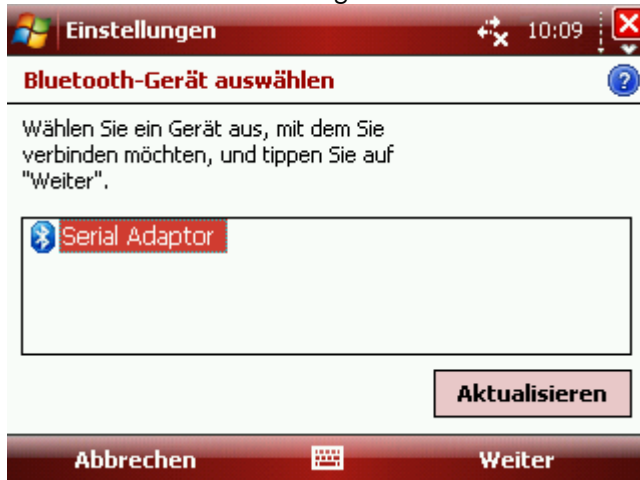 Einstellungen 10:09
Bluetooth-Gerät auswählen
Wählen Sie ein Gerät aus, mit dem Sie
verbinden möchten, und tippen Sie auf
"Weiter".
Serial Adaptor
Aktualisieren
Abbrechen Weiter